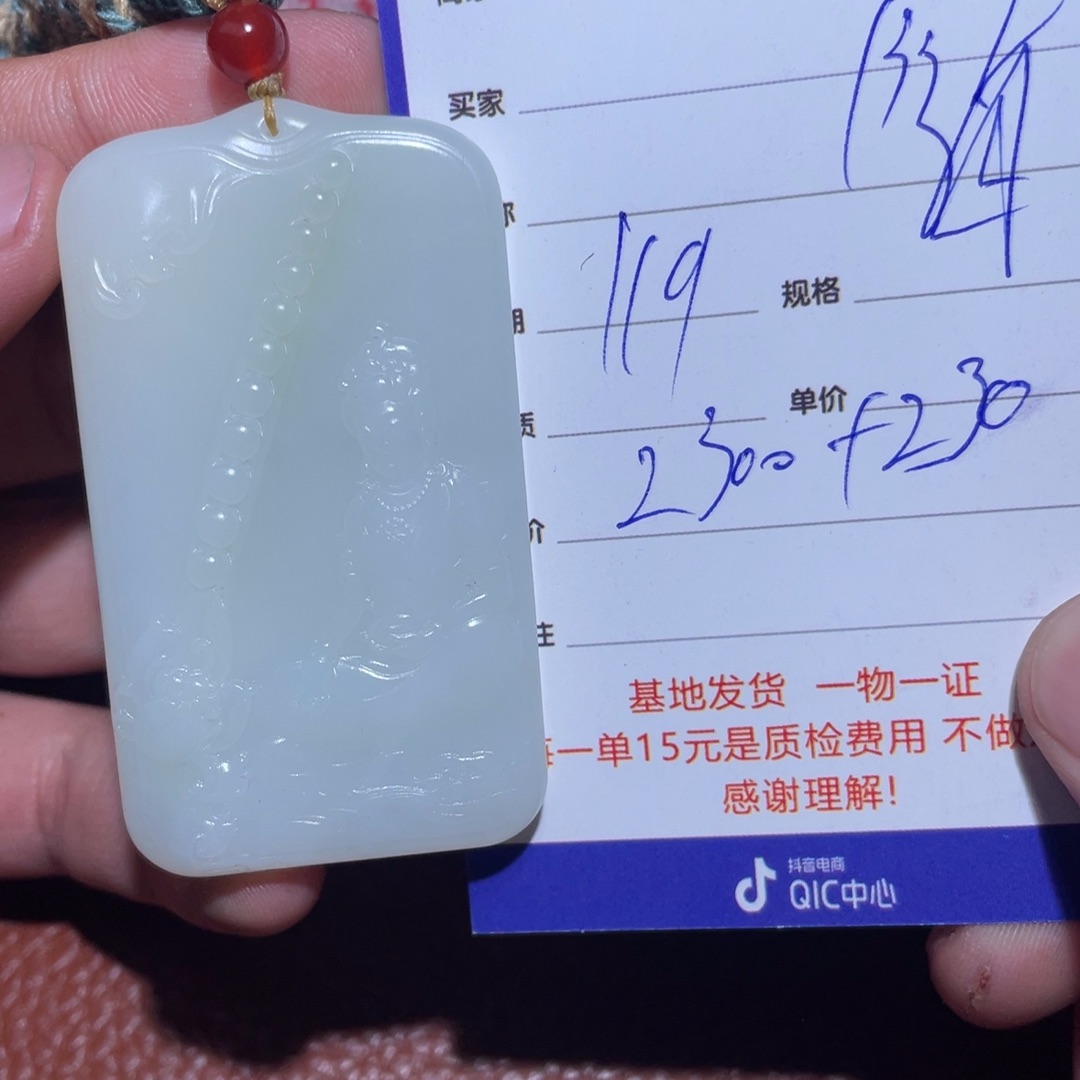 买家
119 规格
单价
2300+230
基地发货 一物一证
一单15元是质检费用 不做
感谢理解!
抖音电商
QIC中心